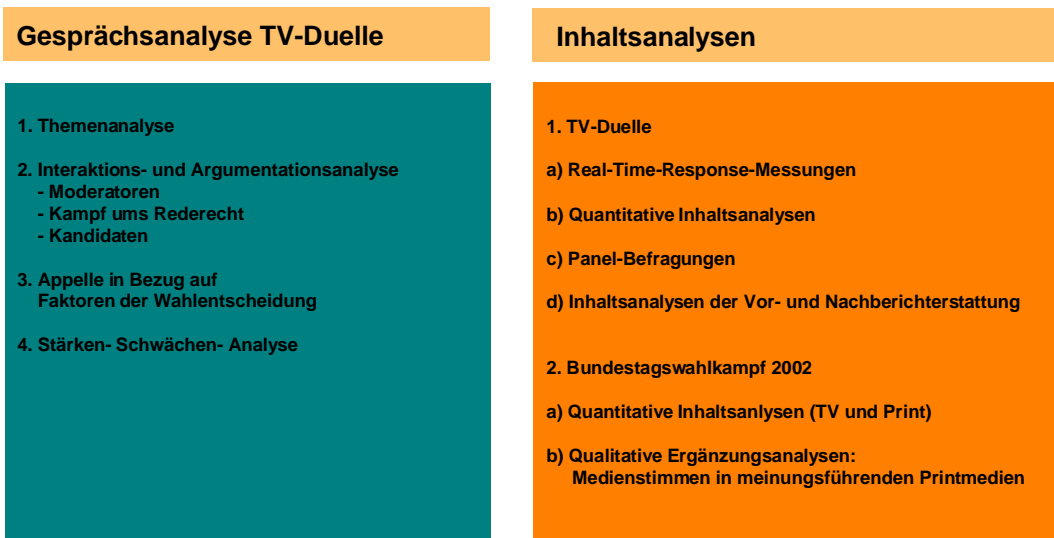 Gesprächsanalyse TV-Duelle
1. Themenanalyse
2. Interaktions- und Argumentationsanalyse
- Moderatoren
- Kampf ums Rederecht
- Kandidaten
3. Appelle in Bezug auf
Faktoren der Wahlentscheidung
4. Stärken- Schwächen- Analyse
Inhaltsanalysen
1. TV-Duelle
a) Real-Time-Response-Messungen
b) Quantitative Inhaltsanalysen
c) Panel-Befragungen
d) Inhaltsanalysen der Vor- und Nachberichterstattung
2. Bundestagswahlkampf 2002
a) Quantitative Inhaltsanlysen (TV und Print)
b) Qualitative Ergänzungsanalysen:
Medienstimmen in meinungsführenden Printmedien